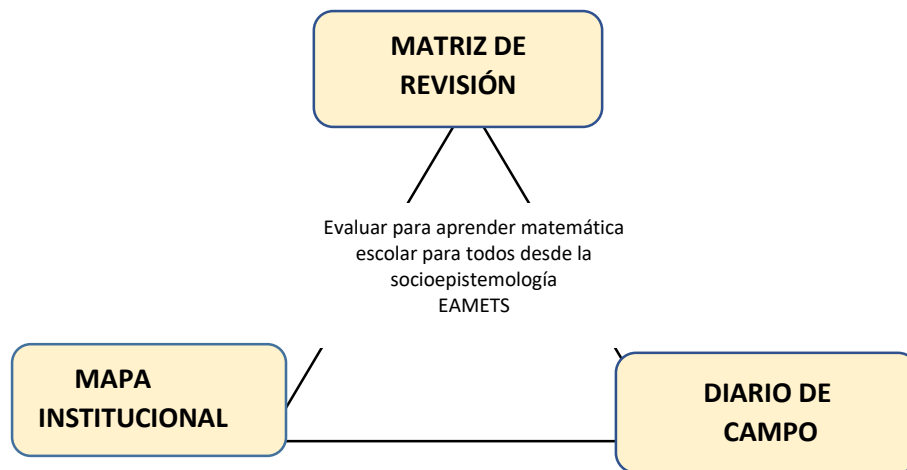 MATRIZ DE
REVISIÓN
Evaluar para aprender matemática
escolar para todos desde la
socioepistemología
EAMETS
MAPA
INSTITUCIONAL
DIARIO DE
CAMPO